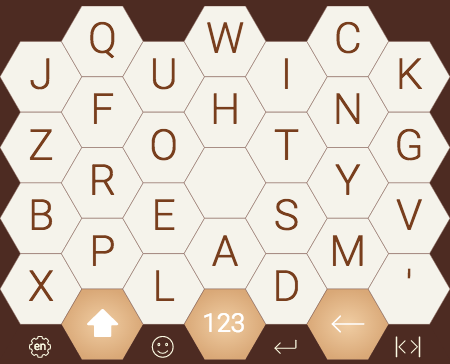 Q W C
J U I K
F H N
Z O T G
R Y
B E S V
P A M
X L D '
123
en